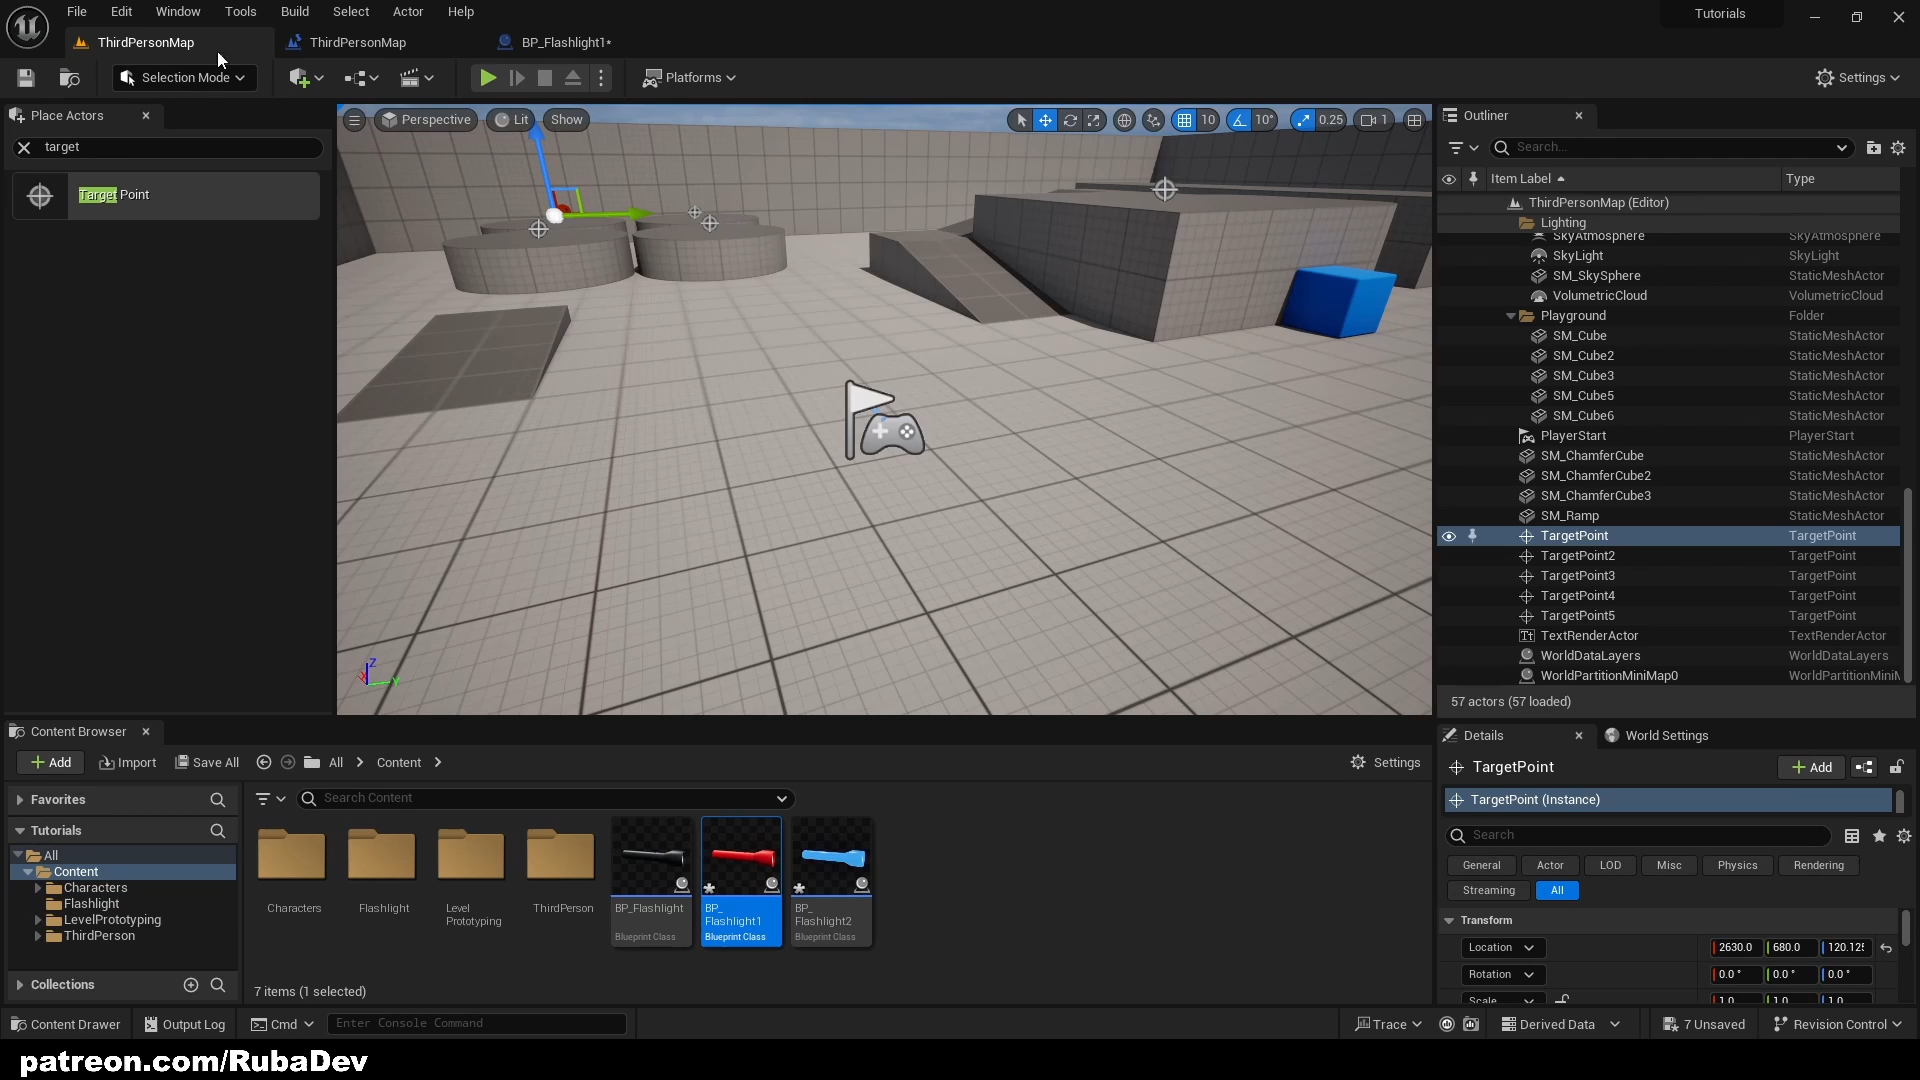 File Edit Window Tools Build Select Actor Help
Tutorials
ThirdPersonMap
ThirdPersonMap
BP_Flashlight1*
Selection Mode
Platforms
Settings
Place Actors
target
Target Point
Perspective
Lit
Show
10
10°
0.25
1
Outliner
Search...
Item Label
Type
ThirdPersonMap (Editor)
Lighting
SkyAtmosphere SkyAtmosphere
SkyLight SkyLight
SM_SkySphere StaticMeshActor
VolumetricCloud VolumetricCloud
Playground Folder
SM_Cube StaticMeshActor
SM_Cube2 StaticMeshActor
SM_Cube3 StaticMeshActor
SM_Cube5 StaticMeshActor
SM_Cube6 StaticMeshActor
PlayerStart PlayerStart
SM_ChamferCube StaticMeshActor
SM_ChamferCube2 StaticMeshActor
SM_ChamferCube3 StaticMeshActor
SM_Ramp StaticMeshActor
TargetPoint TargetPoint
TargetPoint2 TargetPoint
TargetPoint3 TargetPoint
TargetPoint4 TargetPoint
TargetPoint5 TargetPoint
TextRenderActor TextRenderActor
WorldDataLayers WorldDataLayers
WorldPartitionMiniMap0 WorldPartitionMiniM
57 actors (57 loaded)
Z
Y
Content Browser
Add
Import
Save All
All
Content
Settings
Favorites
Tutorials
All
Content
Characters
Flashlight
LevelPrototyping
ThirdPerson
Collections
Search Content
Characters
Flashlight
Level
Prototyping
ThirdPerson
BP_Flashlight
Blueprint Class
BP_
Flashlight1
Blueprint Class
BP_
Flashlight2
Blueprint Class
7 items (1 selected)
Details
World Settings
TargetPoint
Add
TargetPoint (Instance)
Search
General Actor LOD Misc Physics Rendering
Streaming All
Transform
Location 2630.0 680.0 120.125
Rotation 0.0 ° 0.0 ° 0.0 °
Scale 1.0 1.0 1.0
Content Drawer
Output Log
Cmd
Enter Console Command
Trace
Derived Data
7 Unsaved
Revision Control
patreon.com/RubaDev